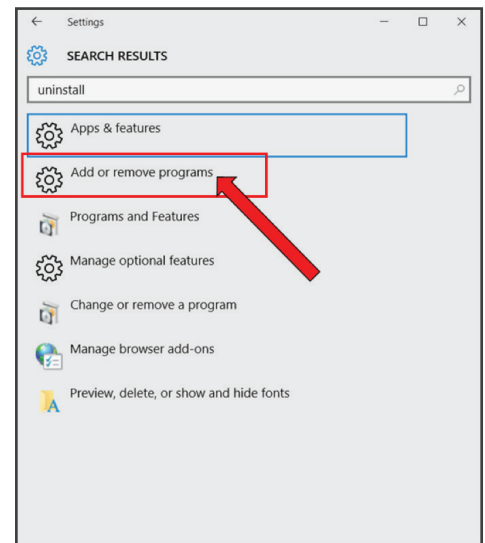 Settings
SEARCH RESULTS
uninstall
Apps & features
Add or remove programs
Programs and Features
Manage optional features
Change or remove a program
Manage browser add-ons
Preview, delete, or show and hide fonts